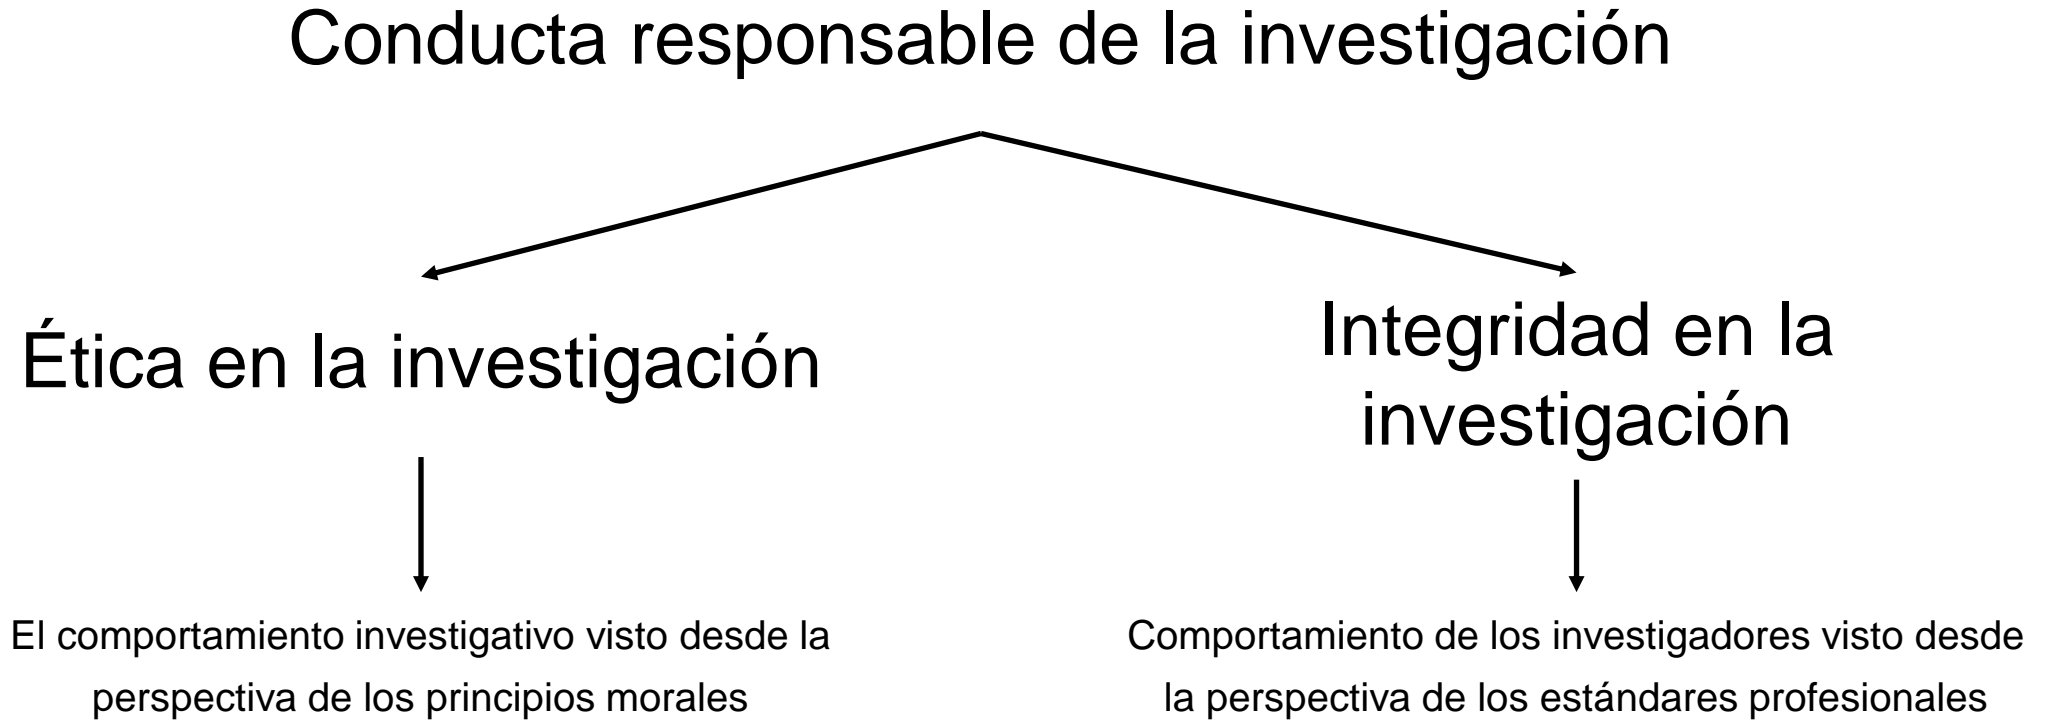 Conducta responsable de la investigación
Ética en la investigación
Integridad en la
investigación
El comportamiento investigativo visto desde la
perspectiva de los principios morales
Comportamiento de los investigadores visto desde
la perspectiva de los estándares profesionales